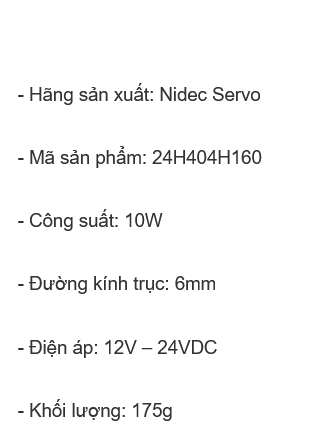 - Hãng sản xuất: Nidec Servo
- Mã sản phẩm: 24H404H160
- Công suất: 10W
- Đường kính trục: 6mm
- Điện áp: 12V – 24VDC
- Khối lượng: 175g